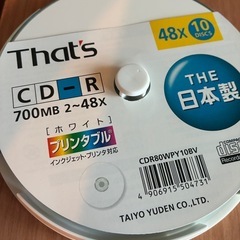 That's
48x 10 DISCS
CD-R
700MB 2~48x
THE
日本製
[ホワイト]
プリンタブル
インクジェット・プリンタ対応
CDR80WPY10BV
4 906915 504731
TAIYO YUDEN CO.,LTD.